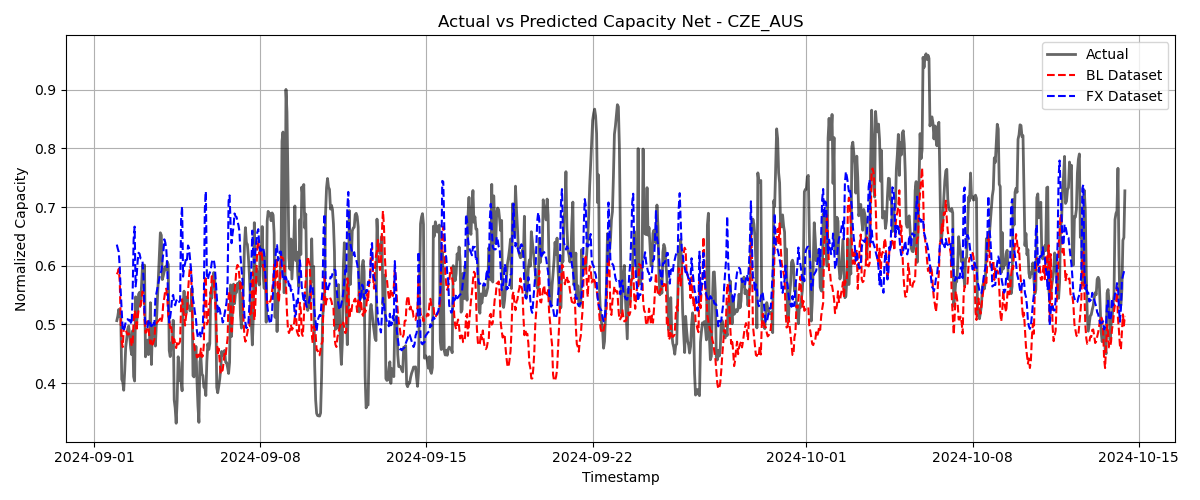 Actual vs Predicted Capacity Net - CZE_AUS
Actual
BL Dataset
FX Dataset
Normalized Capacity
0.9
0.8
0.7
0.6
0.5
0.4
2024-09-01
2024-09-08
2024-09-15
2024-09-22
2024-10-01
2024-10-08
2024-10-15
Timestamp